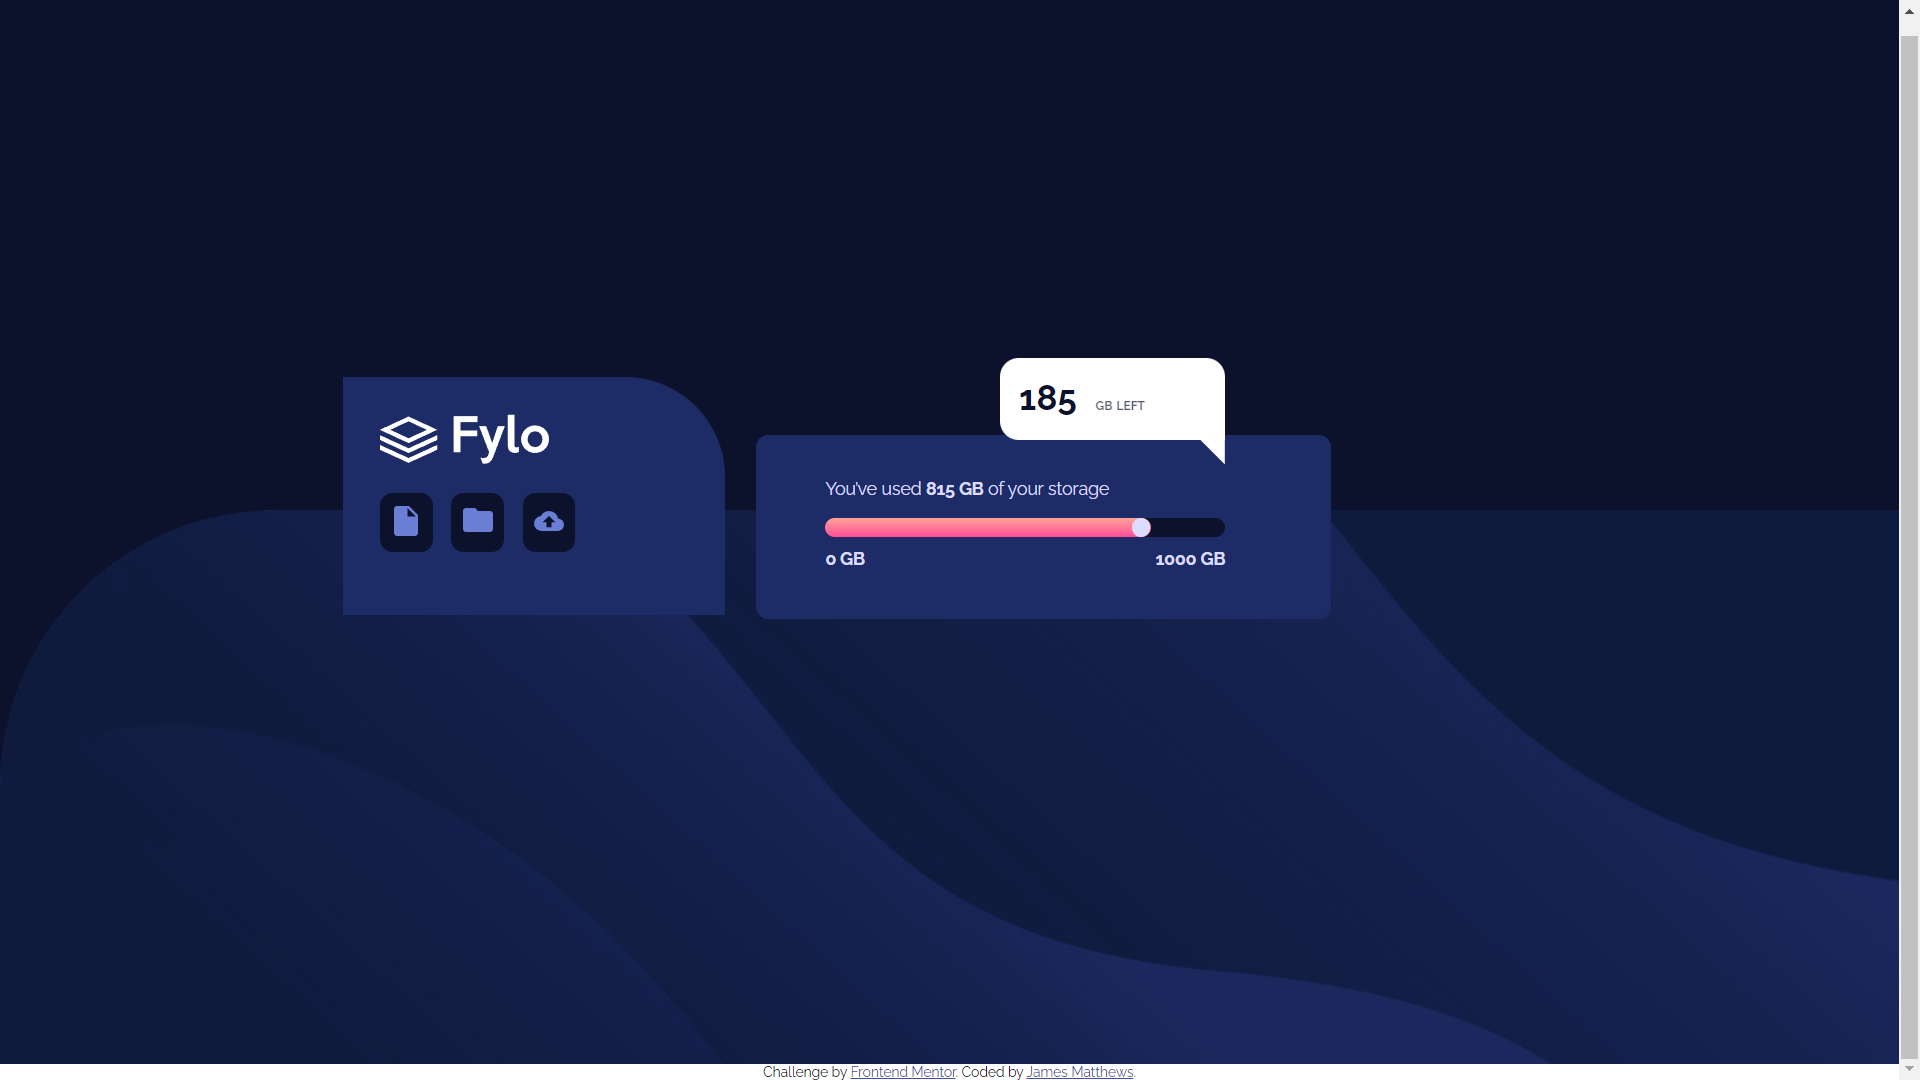 185 GB LEFT
Fylo
You've used 815 GB of your storage
0 GB 1000 GB
Challenge by Frontend Mentor. Coded by James Matthews.